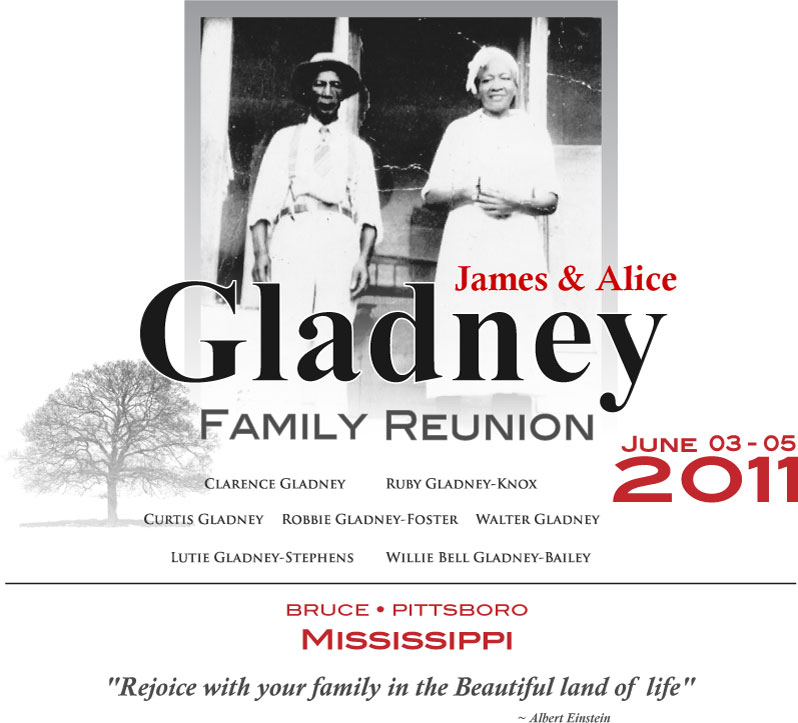 James & Alice
Gladney
Family Reunion
June 03 - 05
2011
Clarence Gladney Ruby Gladney-Knox
Curtis Gladney Robbie Gladney-Foster Walter Gladney
Lutie Gladney-Stephens Willie Bell Gladney-Bailey
Bruce • Pittsboro
Mississippi
"Rejoice with your family in the Beautiful land of life"
~ Albert Einstein